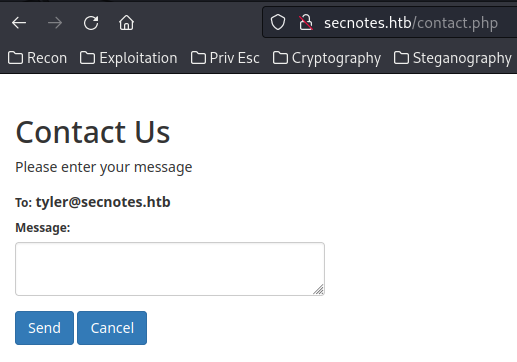 secnotes.htb/contact.php
Recon Exploitation Priv Esc Cryptography Steganography
Contact Us
Please enter your message
To: tyler@secnotes.htb
Message:
Send Cancel